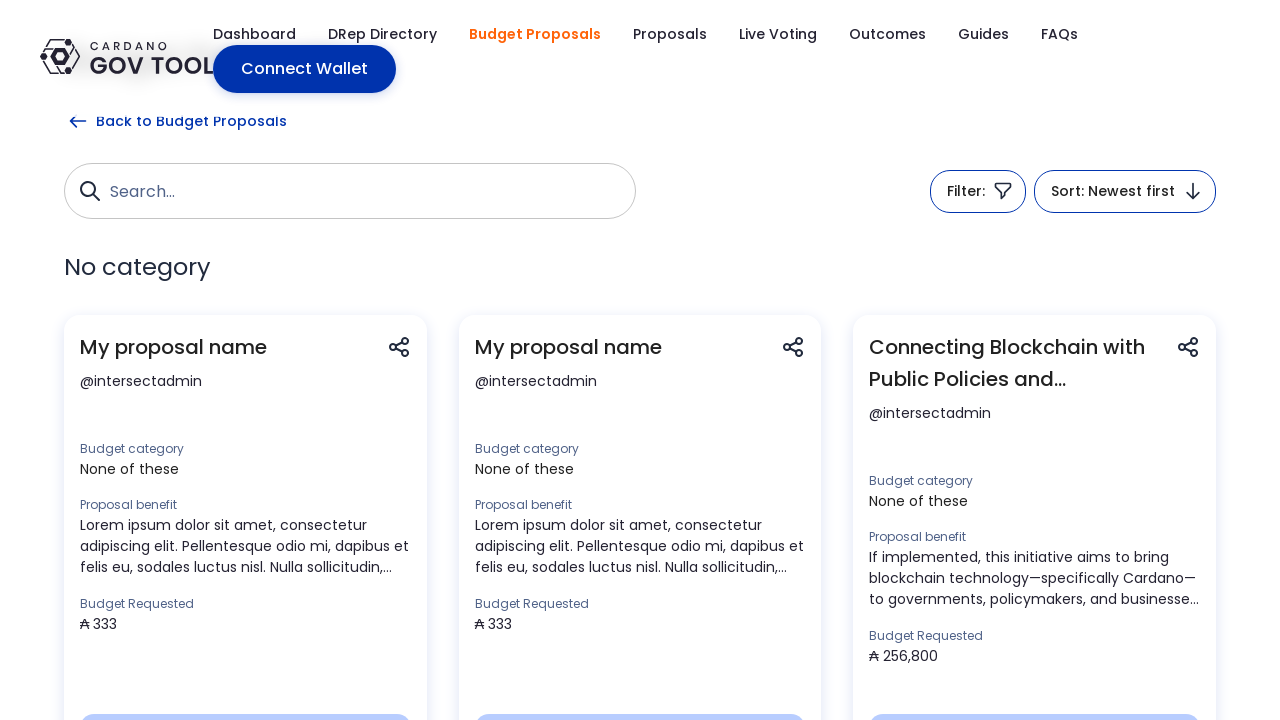 CARDANO
GOV TOOL
Dashboard
DRep Directory
Budget Proposals
Proposals
Live Voting
Outcomes
Guides
FAQs
Connect Wallet
Back to Budget Proposals
Search...
Filter:
Sort: Newest first
No category
My proposal name
@intersectadmin
Budget category
None of these
Proposal benefit
Lorem ipsum dolor sit amet, consectetur
adipiscing elit. Pellentesque odio mi, dapibus et
felis eu, sodales luctus nisl. Nulla sollicitudin,...
Budget Requested
₳ 333
My proposal name
@intersectadmin
Budget category
None of these
Proposal benefit
Lorem ipsum dolor sit amet, consectetur
adipiscing elit. Pellentesque odio mi, dapibus et
felis eu, sodales luctus nisl. Nulla sollicitudin,...
Budget Requested
₳ 333
Connecting Blockchain with
Public Policies and...
@intersectadmin
Budget category
None of these
Proposal benefit
If implemented, this initiative aims to bring
blockchain technology—specifically Cardano—
to governments, policymakers, and businesse...
Budget Requested
₳ 256,800